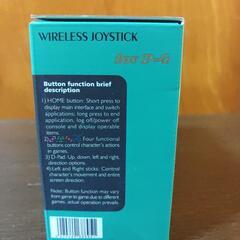 WIRELESS JOYSTICK
Button function brief
description
1) HOME button: Short press to
display main interface and switch
applications; long press to end
application, log off/power off
console and display operable
items.
Four functional
buttons control character's actions
in games.
3) D-Pad: Up, down, left and right,
direction options.
4)Left and Right sticks: Control
character's movement and entire
screen direction.
Note: Button function may vary
from game to game due to different
games, actual operation prevails.